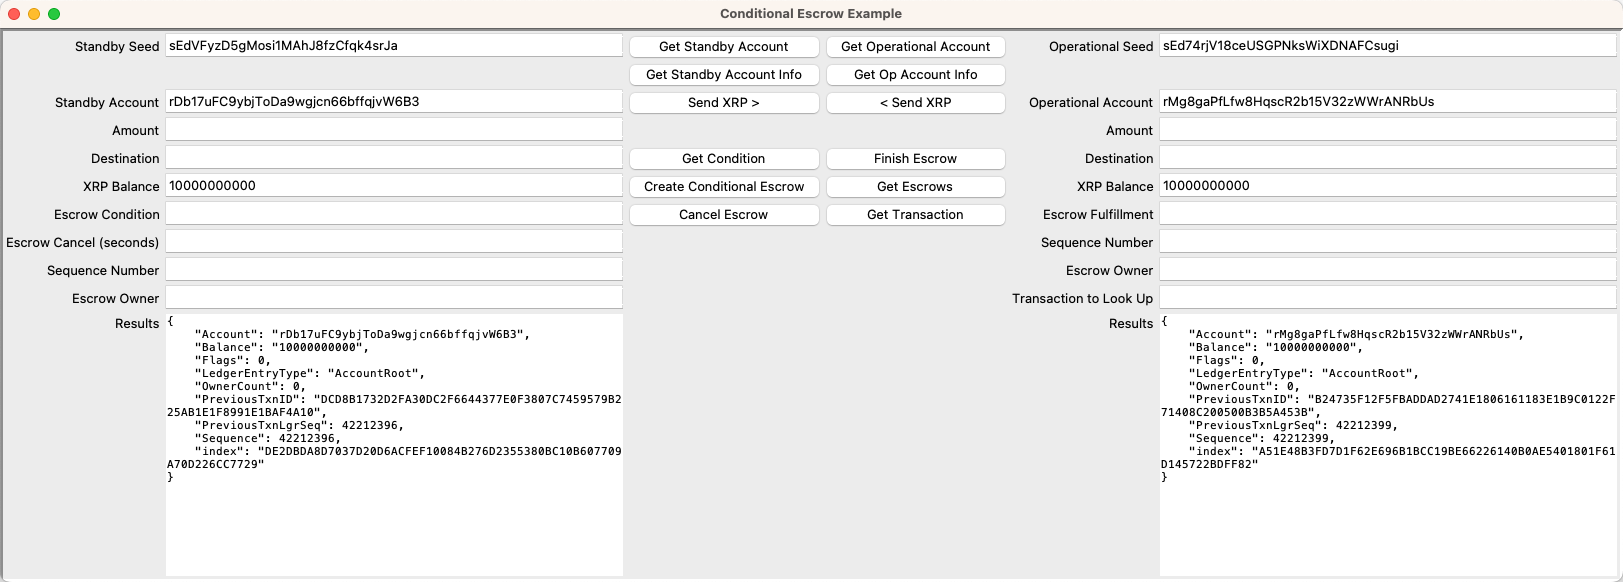 Conditional Escrow Example
Standby Seed sEdVFyzD5gMosi1MAhJ8fzCfqk4srJa Get Standby Account Get Operational Account Operational Seed sEd74rjV18ceUSGPNksWiXDNAFCsugi
Get Standby Account Info Get Op Account Info
Standby Account rDb17uFC9ybjToDa9wgjcn66bffqjvW6B3 Send XRP > < Send XRP Operational Account rMg8gaPfLfw8HqscR2b15V32zWWrANRbUs
Amount Amount
Destination Get Condition Finish Escrow Destination
XRP Balance 10000000000 Create Conditional Escrow Get Escrows XRP Balance 10000000000
Escrow Condition Cancel Escrow Get Transaction Escrow Fulfillment
Escrow Cancel (seconds) Sequence Number
Sequence Number Escrow Owner
Escrow Owner Transaction to Look Up
Results
{
"Account": "rDb17uFC9ybjToDa9wgjcn66bffqjvW6B3",
"Balance": "10000000000",
"Flags": 0,
"LedgerEntryType": "AccountRoot",
"OwnerCount": 0,
"PreviousTxnID": "DCD8B1732D2FA30DC2F6644377E0F3807C7459579B2
25AB1E1F8991E1BAF4A10",
"PreviousTxnLgrSeq": 42212396,
"Sequence": 42212396,
"index": "DE2DBDA8D7037D20D6ACFEF10084B276D2355380BC10B607709
A70D226CC7729"
}
Results
{
"Account": "rMg8gaPfLfw8HqscR2b15V32zWWrANRbUs",
"Balance": "10000000000",
"Flags": 0,
"LedgerEntryType": "AccountRoot",
"OwnerCount": 0,
"PreviousTxnID": "B24735F12F5FBADDAD2741E1806161183E1B9C0122F
71408C200500B3B5A453B",
"PreviousTxnLgrSeq": 42212399,
"Sequence": 42212399,
"index": "A51E48B3FD7D1F62E696B1BCC19BE66226140B0AE5401801F61
D145722BDFF82"
}